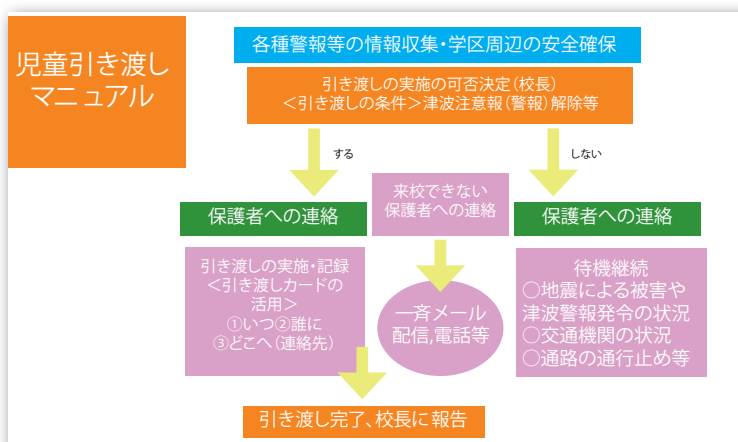 児童引き渡し
マニュアル
各種警報等の情報収集・学区周辺の安全確保
引き渡しの実施の可否決定(校長)
<引き渡しの条件>津波注意報(警報)解除等
する
しない
保護者への連絡
来校できない
保護者への連絡
保護者への連絡
引き渡しの実施・記録
<引き渡しカードの
活用>
①いつ②誰に
③どこへ(連絡先)
一斉メール
配信,電話等
待機継続
○地震による被害や
津波警報発令の状況
○交通機関の状況
○通路の通行止め等
引き渡し完了、校長に報告